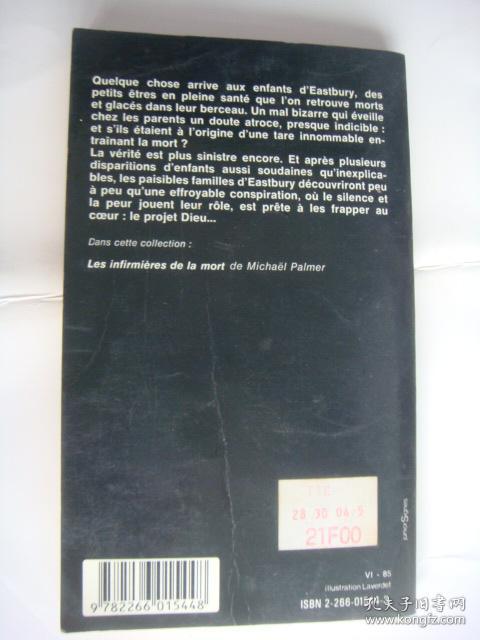 Quelque chose arrive aux enfants d'Eastbury, des
petits êtres en pleine santé que l'on retrouve morts
et glacés dans leur berceau. Un mal bizarre qui éveille
chez les parents un doute atroce, presque indicible :
et s'ils étaient à l'origine d'une tare innommable en-
traînant la mort ?
La vérité est plus sinistre encore. Et après plusieurs
disparitions d'enfants aussi soudaines qu'inexplica-
bles, les paisibles familles d'Eastbury découvriront peu
à peu qu'une effroyable conspiration, où le silence et
la peur jouent leur rôle, est prête à les frapper au
cœur : le projet Dieu...
Dans cette collection :
Les infirmières de la mort de Michaël Palmer
28 30 04 5
21F00
junior Signes
VI - 85
illustration Laverdet
ISBN 2-266-01544-3
9 782266 015448
孔夫子旧书网
kongfz.com